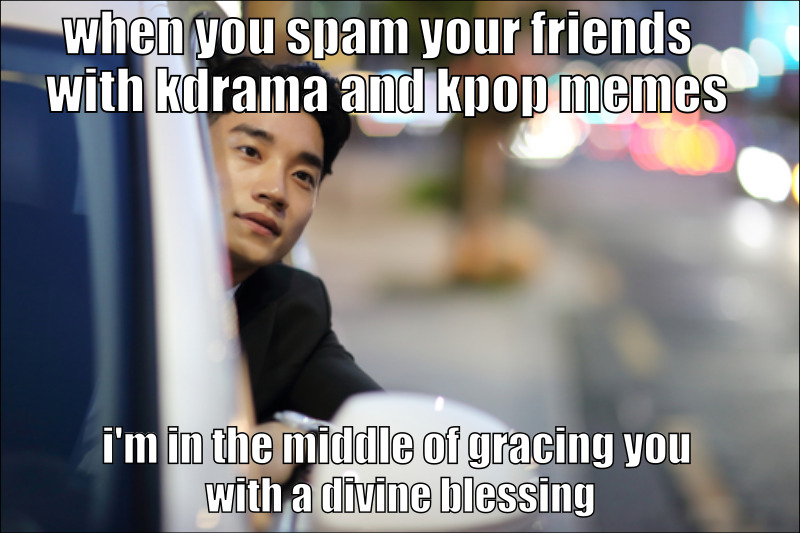 when you spam your friends
with kdrama and kpop memes
i'm in the middle of gracing you
with a divine blessing